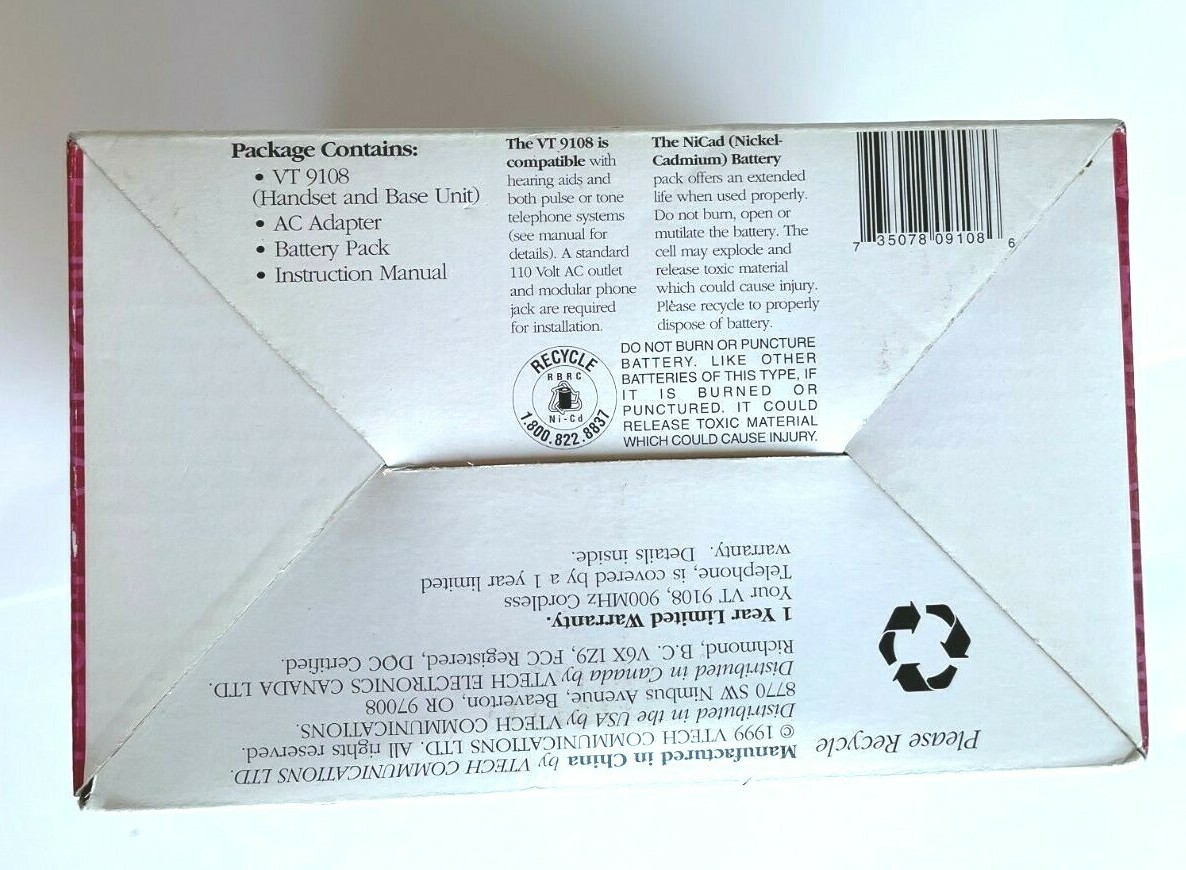 Package Contains:
• VT 9108
(Handset and Base Unit)
• AC Adapter
• Battery Pack
• Instruction Manual
The VT 9108 is
compatible with
hearing aids and
both pulse or tone
telephone systems
(see manual for
details). A standard
110 Volt AC outlet
and modular phone
jack are required
for installation.
The NiCad (Nickel-
Cadmium) Battery
pack offers an extended
life when used properly.
Do not burn, open or
mutilate the battery. The
cell may explode and
release toxic material
which could cause injury.
Please recycle to properly
dispose of battery.
7 35078 09108 6
RECYCLE
RBRC
Ni-Cd
1.800.822.8837
DO NOT BURN OR PUNCTURE
BATTERY. LIKE OTHER
BATTERIES OF THIS TYPE, IF
IT IS BURNED OR
PUNCTURED. IT COULD
RELEASE TOXIC MATERIAL
WHICH COULD CAUSE INJURY.
Please Recycle
Manufactured in China by VTECH COMMUNICATIONS LTD.
© 1999 VTECH COMMUNICATIONS LTD. All rights reserved.
Distributed in the USA by VTECH COMMUNICATIONS.
8770 SW Nimbus Avenue, Beaverton, OR 97008
Distributed in Canada by VTECH ELECTRONICS CANADA LTD.
Richmond, B.C. V6X 1Z9, FCC Registered, DOC Certified.
1 Year Limited Warranty.
Your VT 9108, 900MHz Cordless
Telephone, is covered by a 1 year limited
warranty. Details inside.